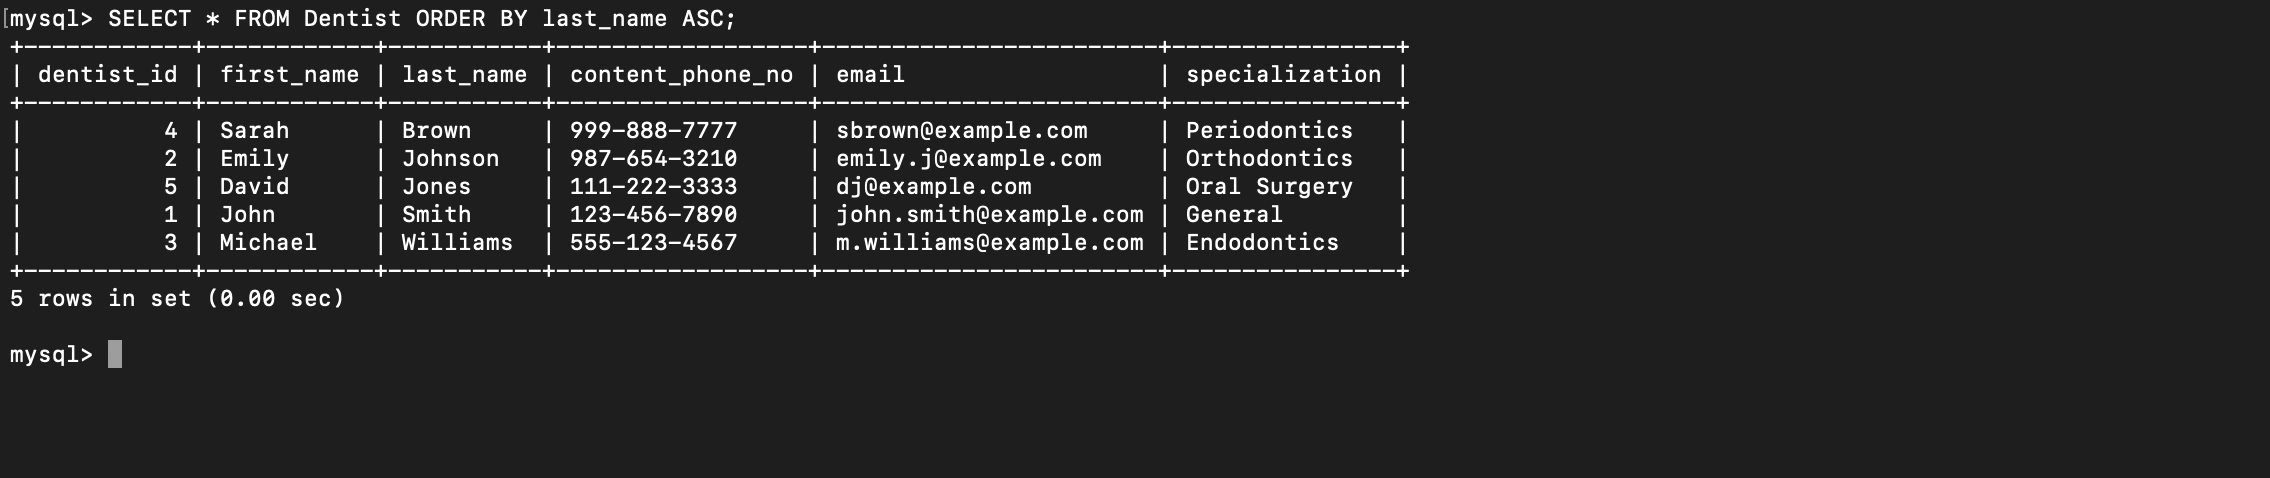 mysql> SELECT * FROM Dentist ORDER BY last_name ASC;
+------------+------------+-----------+------------------+------------------------+----------------+
| dentist_id | first_name | last_name | content_phone_no | email                  | specialization |
+------------+------------+-----------+------------------+------------------------+----------------+
|          4 | Sarah      | Brown     | 999-888-7777     | sbrown@example.com     | Periodontics   |
|          2 | Emily      | Johnson   | 987-654-3210     | emily.j@example.com    | Orthodontics   |
|          5 | David      | Jones     | 111-222-3333     | dj@example.com         | Oral Surgery   |
|          1 | John       | Smith     | 123-456-7890     | john.smith@example.com | General        |
|          3 | Michael    | Williams  | 555-123-4567     | m.williams@example.com | Endodontics    |
+------------+------------+-----------+------------------+------------------------+----------------+
5 rows in set (0.00 sec)
mysql>